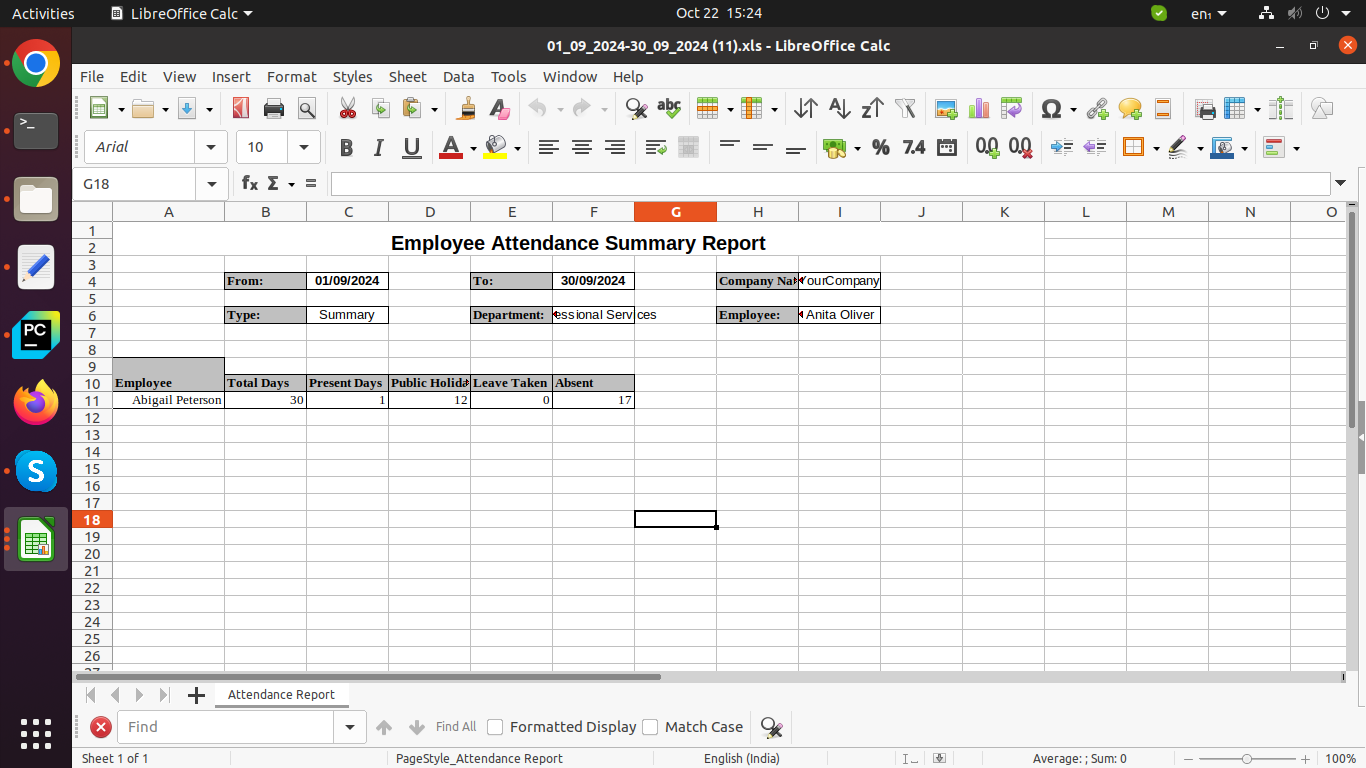 Activities LibreOffice Calc Oct 22 15:24 en₁
01_09_2024-30_09_2024 (11).xls - LibreOffice Calc
File Edit View Insert Format Styles Sheet Data Tools Window Help
Arial 10
G18
A B C D E F G H I J K L M N O
1
2 Employee Attendance Summary Report
3
4 From: 01/09/2024 To: 30/09/2024 Company Na YourCompany
5
6 Type: Summary Department: essional Services Employee: Anita Oliver
7
8
9
10 Employee Total Days Present Days Public Holida Leave Taken Absent
11 Abigail Peterson 30 1 12 0 17
12
13
14
15
16
17
18
19
20
21
22
23
24
25
26
27
Attendance Report
Find Find All Formatted Display Match Case
Sheet 1 of 1 PageStyle_Attendance Report English (India) Average: ; Sum: 0 100%